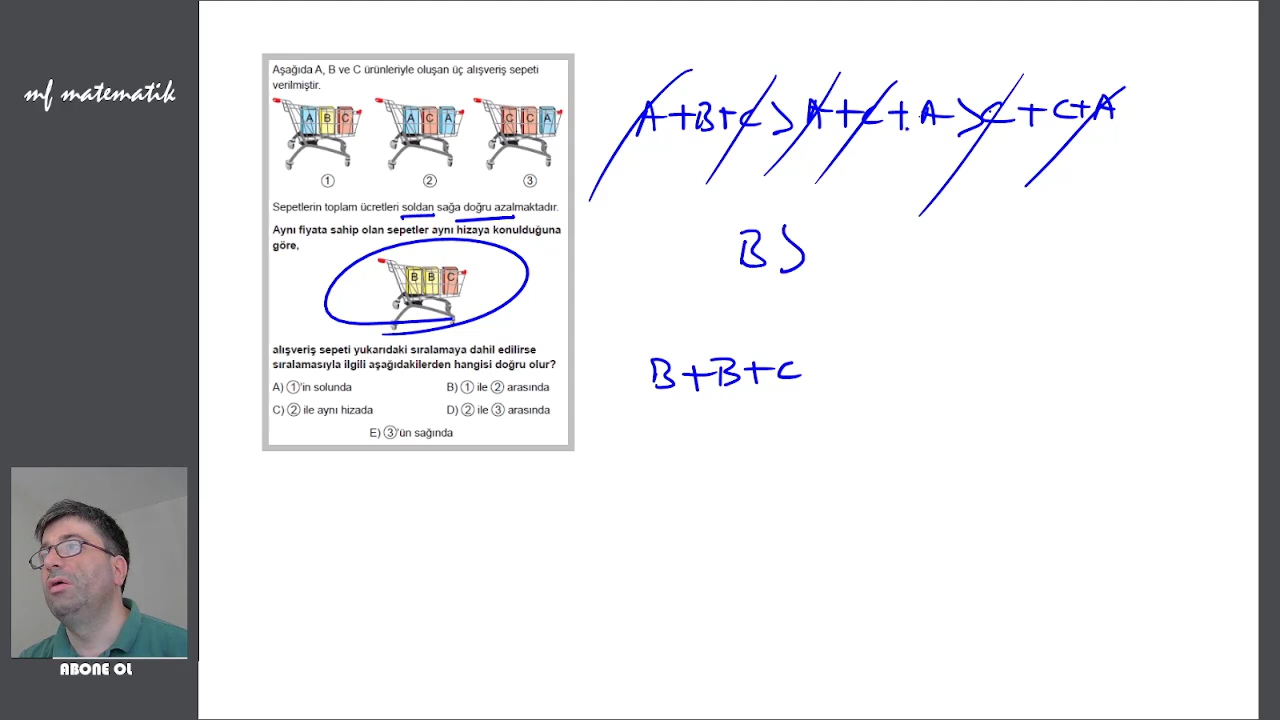 mf matematik
Aşağıda A, B ve C ürünleriyle oluşan üç alışveriş sepeti
verilmiştir.
A B C A C A C C A
① ② ③
Sepetlerin toplam ücretleri soldan sağa doğru azalmaktadır.
Aynı fiyata sahip olan sepetler aynı hizaya konulduğuna
göre,
B B C
alışveriş sepeti yukarıdaki sıralamaya dahil edilirse
sıralamasıyla ilgili aşağıdakilerden hangisi doğru olur?
A) ①'in solunda B) ① ile ② arasında
C) ② ile aynı hizada D) ② ile ③ arasında
E) ③'ün sağında
A+B+C > A+C+A > C+C+A
B >
B+B+C
ABONE OL